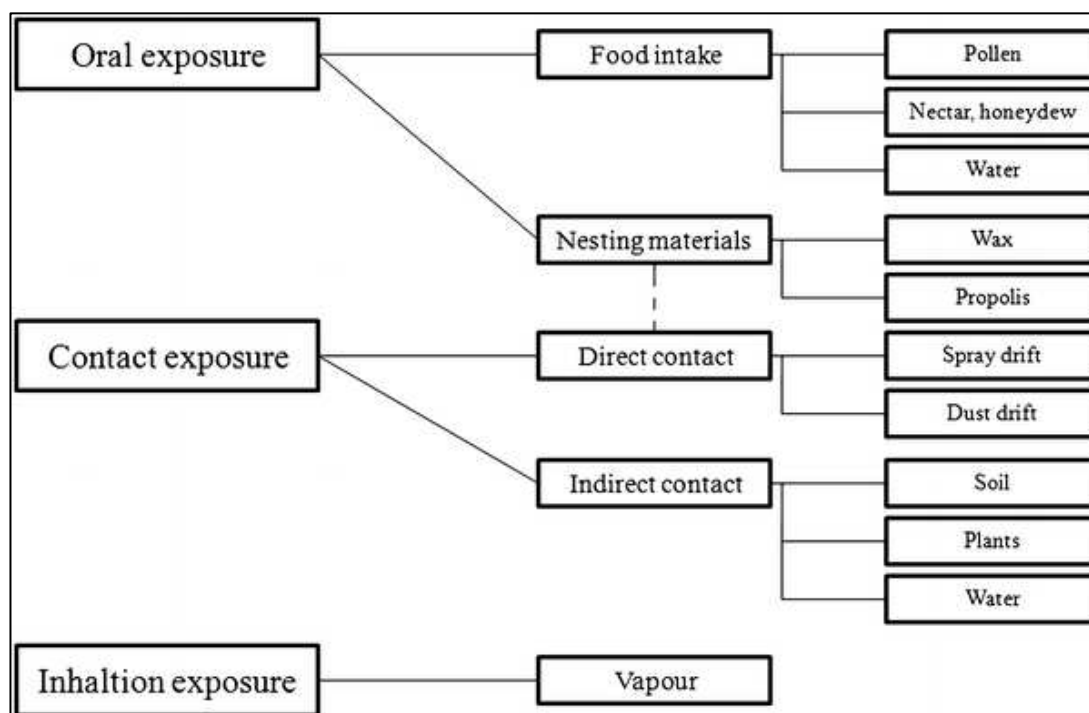 Oral exposure
Food intake
Pollen
Nectar, honeydew
Water
Nesting materials
Wax
Propolis
Contact exposure
Direct contact
Spray drift
Dust drift
Indirect contact
Soil
Plants
Water
Inhaltion exposure
Vapour